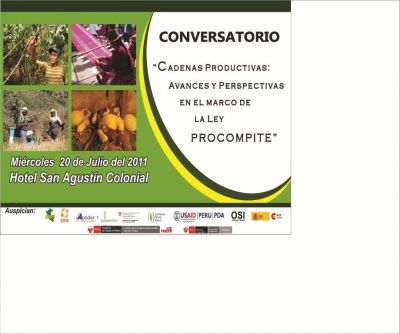 CONVERSATORIO
"CADENAS PRODUCTIVAS:
AVANCES Y PERSPECTIVAS
EN EL MARCO DE
LA LEY
PROCOMPITE"
Miércoles 20 de Julio del 2011
Hotel San Agustín Colonial
Auspician:
USAID PERU PDA
OSI